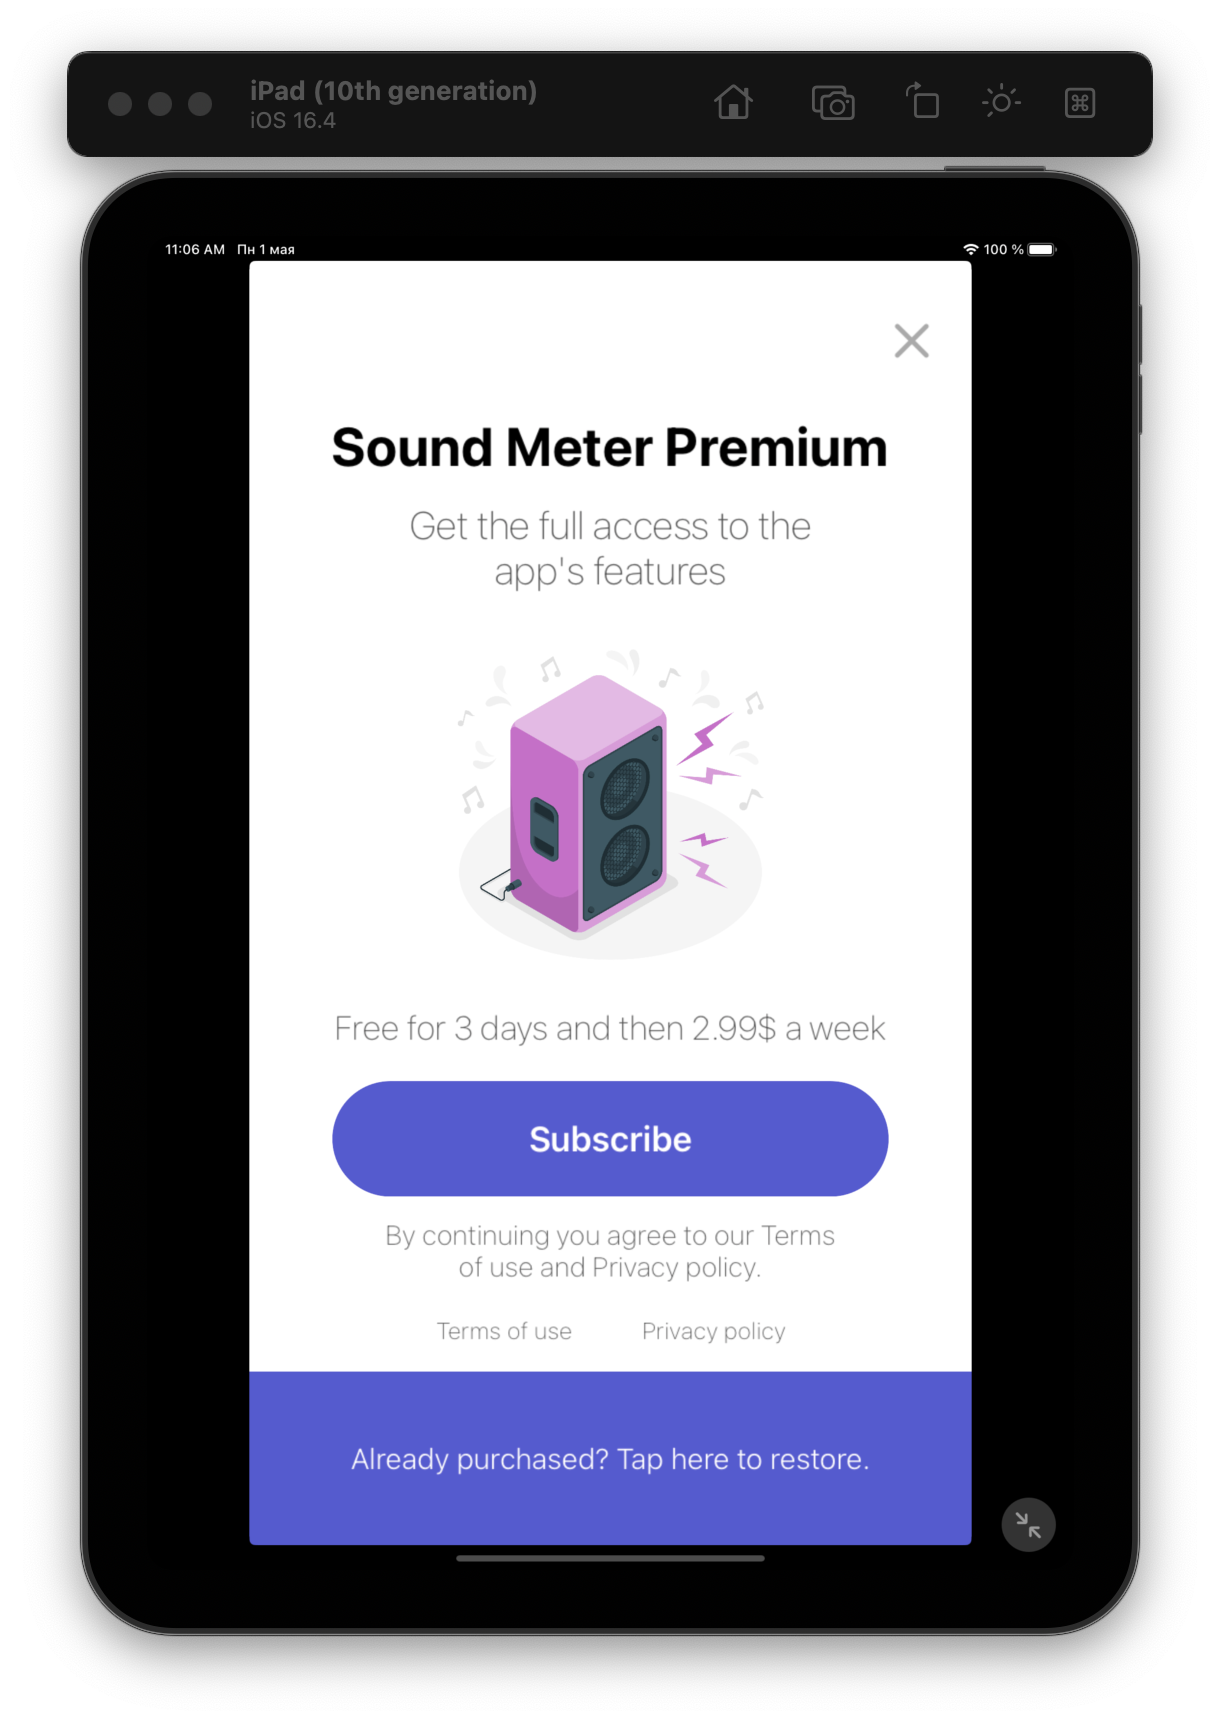 iPad (10th generation)
iOS 16.4
11:06 AM Пн 1 мая
100 %
Sound Meter Premium
Get the full access to the
app's features
Free for 3 days and then 2.99$ a week
Subscribe
By continuing you agree to our Terms
of use and Privacy policy.
Terms of use
Privacy policy
Already purchased? Tap here to restore.